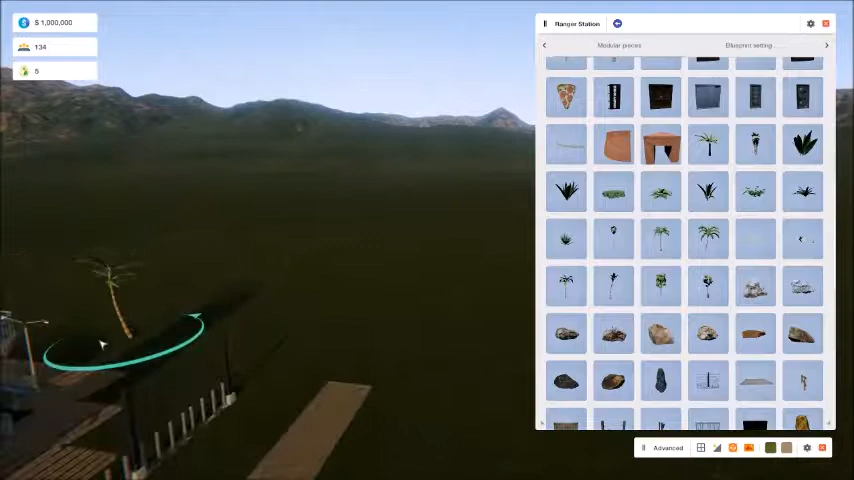 $ 1,000,000
134
5
Ranger Station
Modular pieces
Blueprint setting ...
Advanced